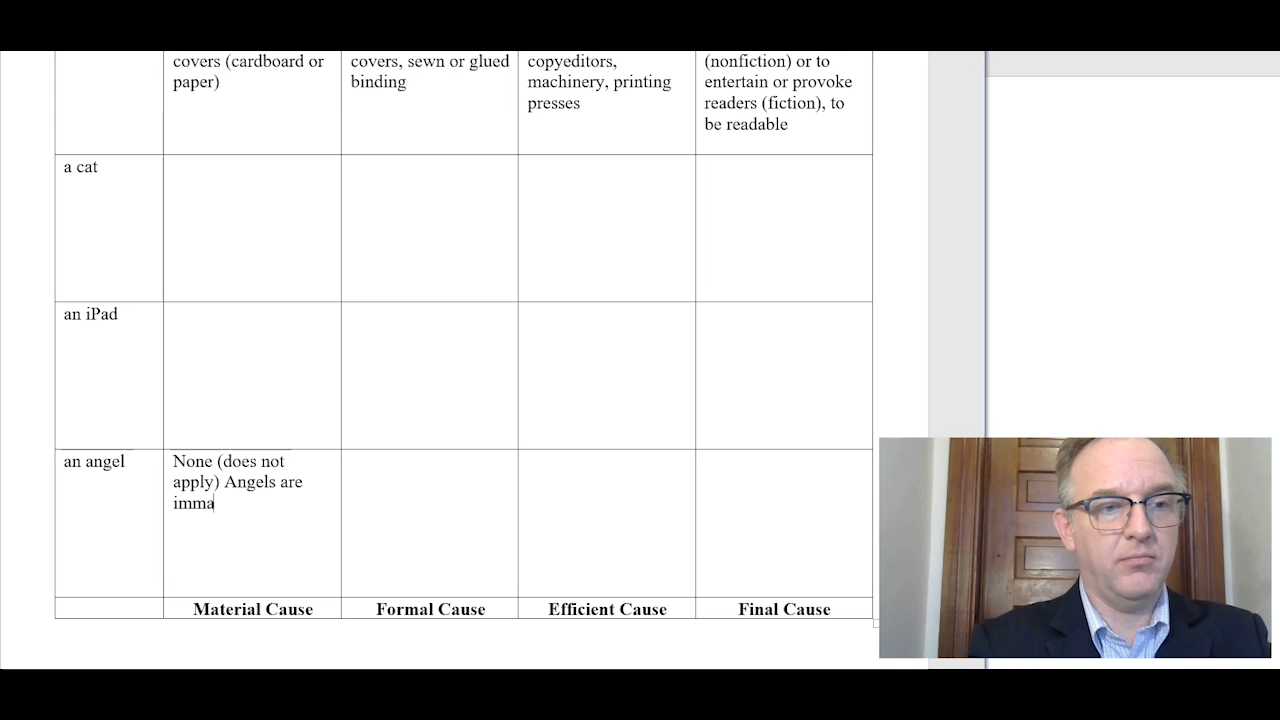 covers (cardboard or
paper)
covers, sewn or glued
binding
copyeditors,
machinery, printing
presses
(nonfiction) or to
entertain or provoke
readers (fiction), to
be readable
a cat
an iPad
an angel
None (does not
apply) Angels are
imma
Material Cause
Formal Cause
Efficient Cause
Final Cause